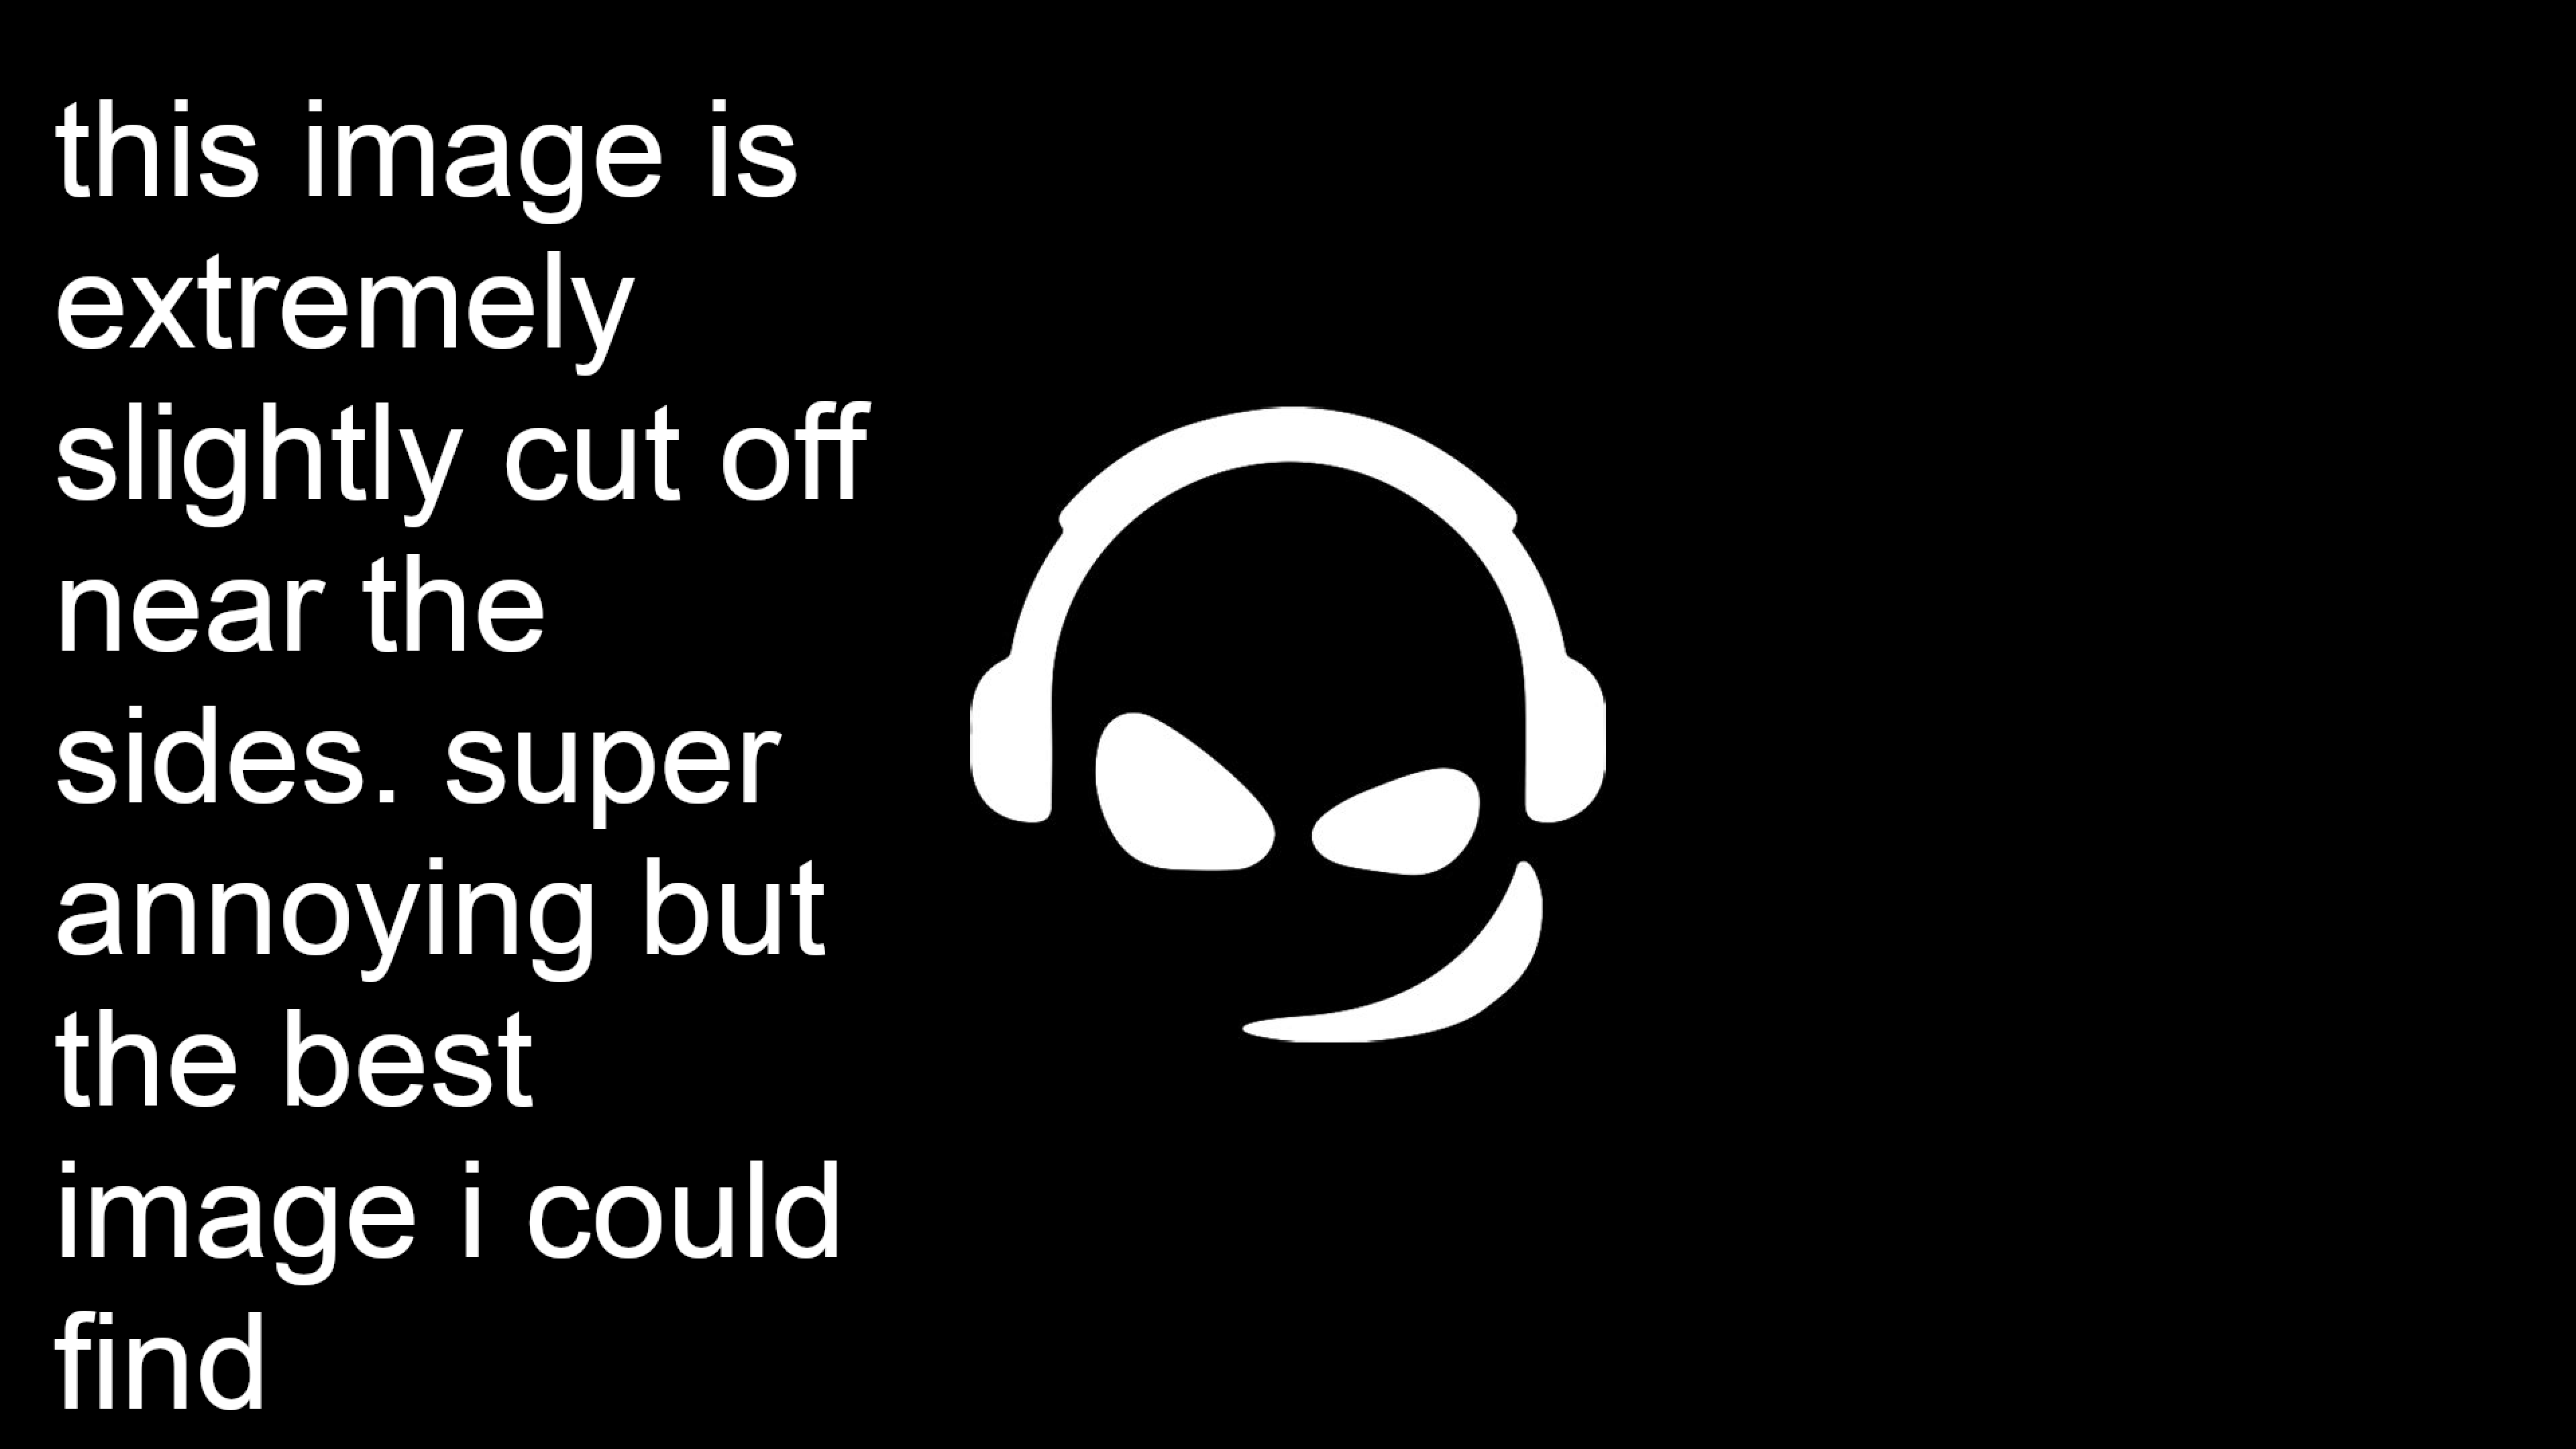 this image is
extremely
slightly cut off
near the
sides. super
annoying but
the best
image i could
find